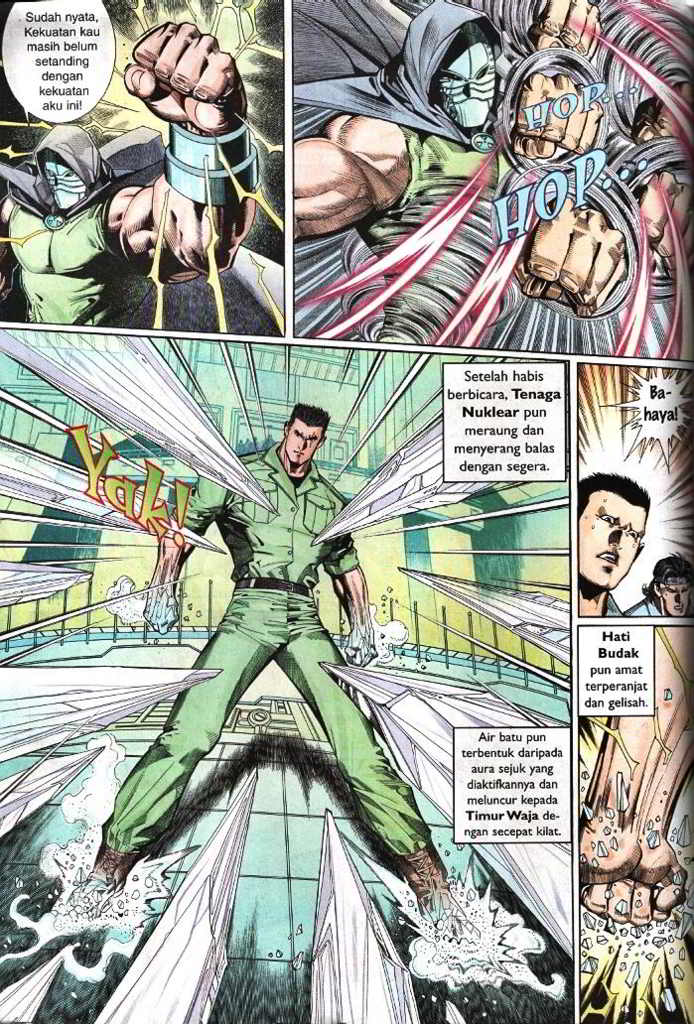 Sudah nyata,
Kekuatan kau
masih belum
setanding
dengan
kekuatan
aku ini!
HOP...
HOP...
Yak!
Setelah habis
berbicara, Tenaga
Nuklear pun
meraung dan
menyerang balas
dengan segera.
Ba-
haya!
Hati
Budak
pun amat
terperanjat
dan gelisah.
Air batu pun
terbentuk daripada
aura sejuk yang
diaktifkannya dan
meluncur kepada
Timur Waja de-
ngan secepat kilat.